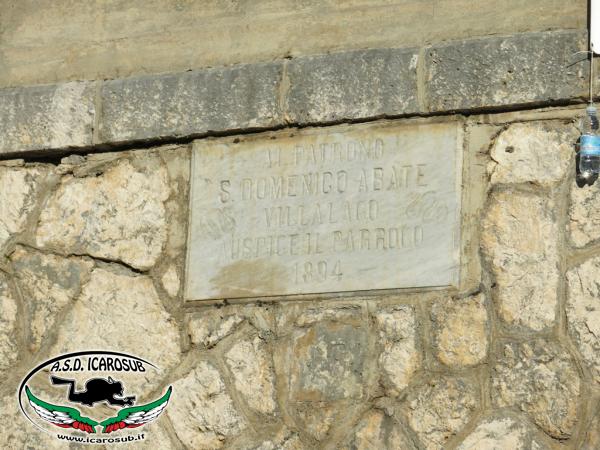 AL PATRONO
S. DOMENICO ABATE
VILLALAGO
AUSPICE IL PARROCO
1894
A.S.D. ICAROSUB
www.icarosub.it